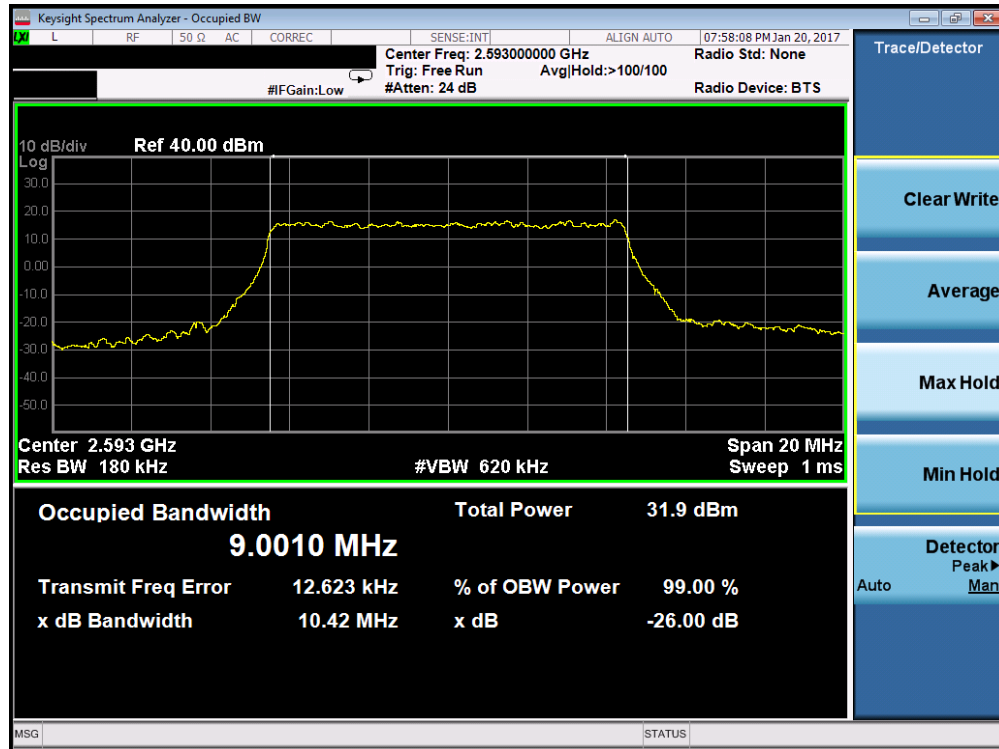 Keysight Spectrum Analyzer - Occupied BW
LXI L RF 50 Ω AC CORREC SENSE:INT ALIGN AUTO 07:58:08 PM Jan 20, 2017
Center Freq: 2.593000000 GHz Radio Std: None
Trig: Free Run Avg|Hold:>100/100
#IFGain:Low #Atten: 24 dB Radio Device: BTS
10 dB/div Ref 40.00 dBm
Log
30.0
20.0
10.0
0.00
-10.0
-20.0
-30.0
-40.0
-50.0
Center 2.593 GHz Span 20 MHz
Res BW 180 kHz #VBW 620 kHz Sweep 1 ms
Occupied Bandwidth Total Power 31.9 dBm
9.0010 MHz
Transmit Freq Error 12.623 kHz % of OBW Power 99.00 %
x dB Bandwidth 10.42 MHz x dB -26.00 dB
Trace/Detector
Clear Write
Average
Max Hold
Min Hold
Detector
Peak▶
Auto Man
MSG STATUS